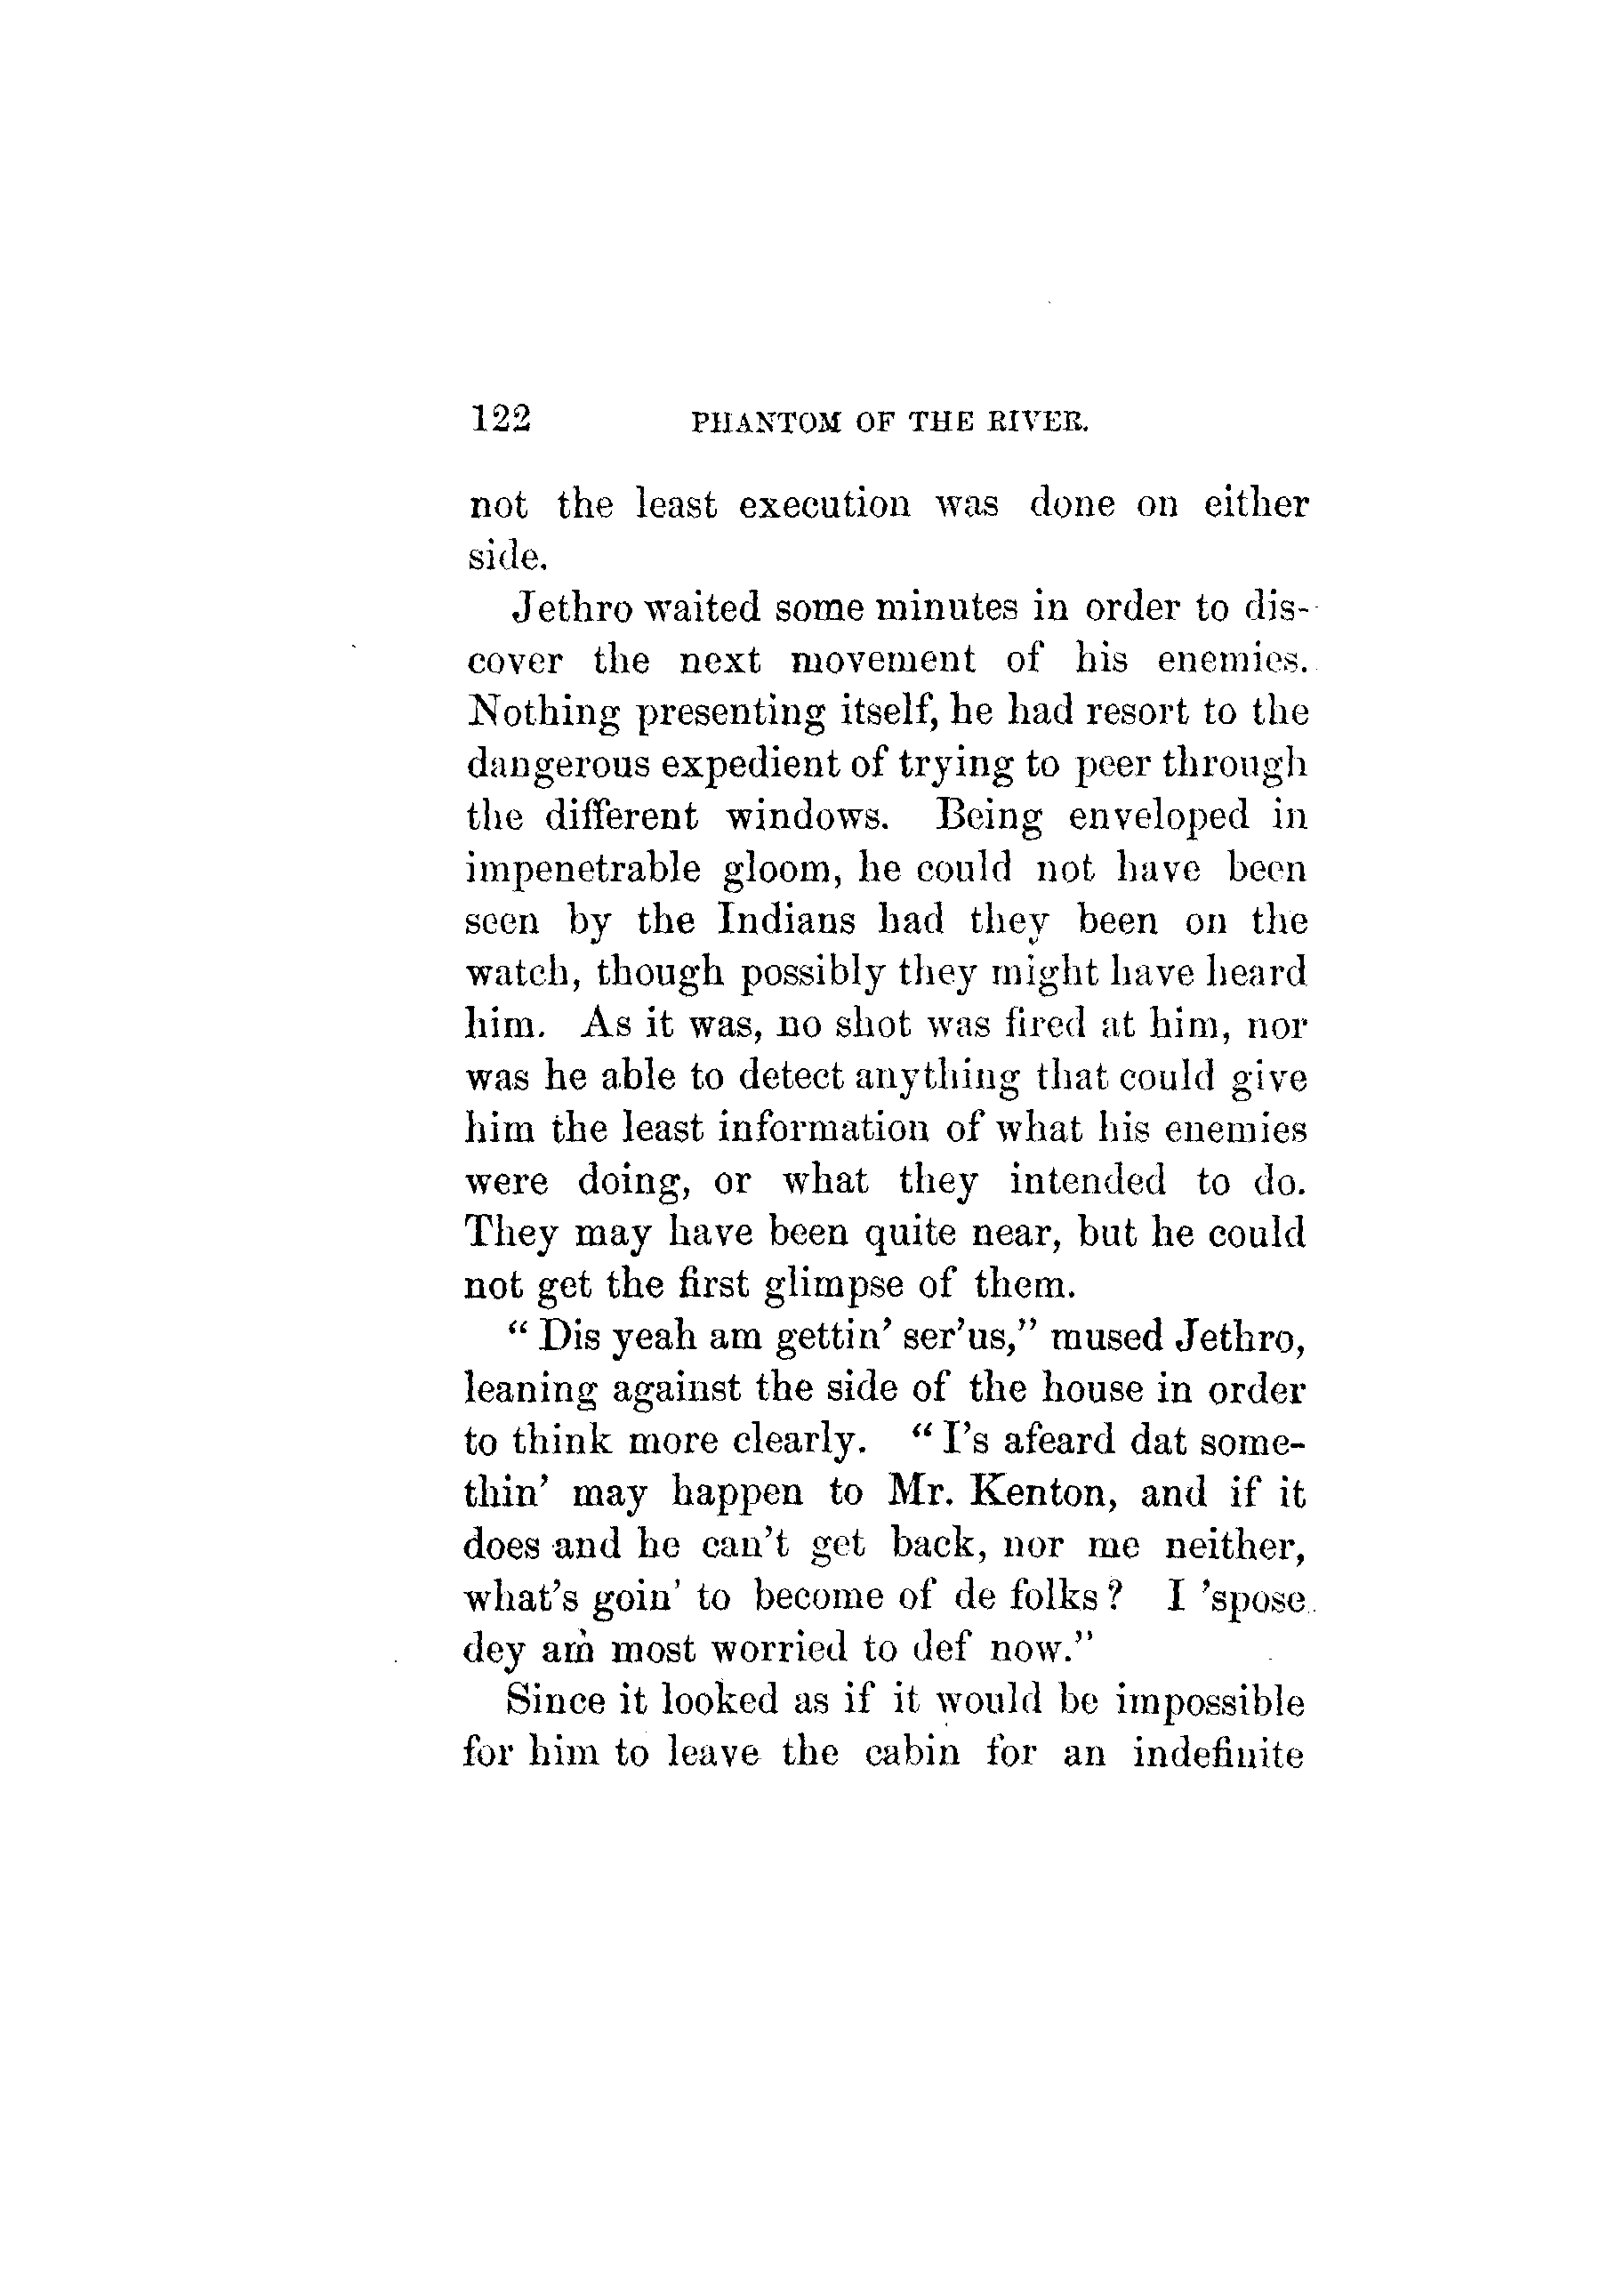 122 PHANTOM OF THE RIVER.
not the least execution was done on either
side.
Jethro waited some minutes in order to dis-
cover the next movement of his enemies.
Nothing presenting itself, he had resort to the
dangerous expedient of trying to peer through
the different windows. Being enveloped in
impenetrable gloom, he could not have been
seen by the Indians had they been on the
watch, though possibly they might have heard
him. As it was, no shot was fired at him, nor
was he able to detect anything that could give
him the least information of what his enemies
were doing, or what they intended to do.
They may have been quite near, but he could
not get the first glimpse of them.
“ Dis yeah am gettin’ ser’us,” mused Jethro,
leaning against the side of the house in order
to think more clearly. “ I’s afeard dat some-
thin’ may happen to Mr. Kenton, and if it
does and he can’t get back, nor me neither,
what’s goin’ to become of de folks ? I ’spose
dey am most worried to def now.”
Since it looked as if it would be impossible
for him to leave the cabin for an indefinite